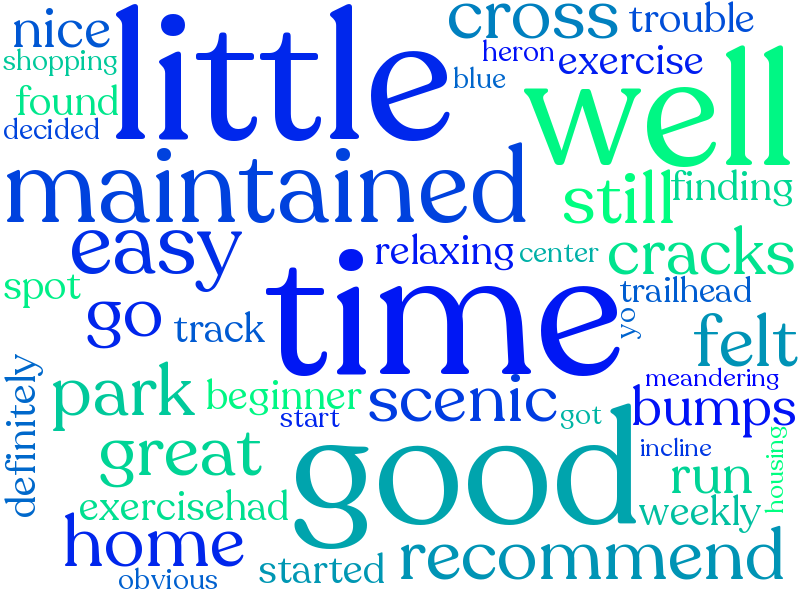 nice
little
cross
trouble
shopping
heron
exercise
blue
found
decided
well
maintained
still
finding
easy
relaxing
center
cracks
spot
time
go
track
trailhead
yo
felt
definitely
park
beginner
scenic
meandering
start
got
bumps
great
good
incline
housing
exercisehad
run
weekly
home
recommend
obvious
started